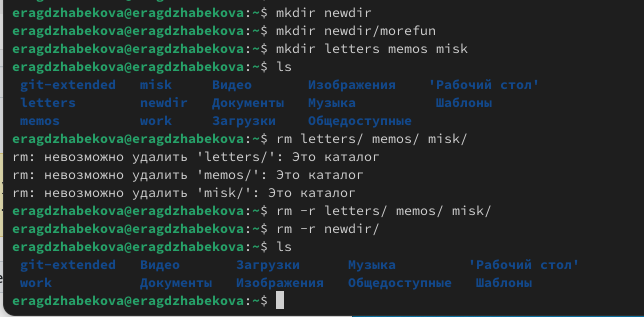 eragdzhabekova@eragdzhabekova:~$ mkdir newdir
eragdzhabekova@eragdzhabekova:~$ mkdir newdir/morefun
eragdzhabekova@eragdzhabekova:~$ mkdir letters memos misk
eragdzhabekova@eragdzhabekova:~$ ls
git-extended misk Видео Изображения 'Рабочий стол'
letters newdir Документы Музыка Шаблоны
memos work Загрузки Общедоступные
eragdzhabekova@eragdzhabekova:~$ rm letters/ memos/ misk/
rm: невозможно удалить 'letters/': Это каталог
rm: невозможно удалить 'memos/': Это каталог
rm: невозможно удалить 'misk/': Это каталог
eragdzhabekova@eragdzhabekova:~$ rm -r letters/ memos/ misk/
eragdzhabekova@eragdzhabekova:~$ rm -r newdir/
eragdzhabekova@eragdzhabekova:~$ ls
git-extended Видео Загрузки Музыка 'Рабочий стол'
work Документы Изображения Общедоступные Шаблоны
eragdzhabekova@eragdzhabekova:~$